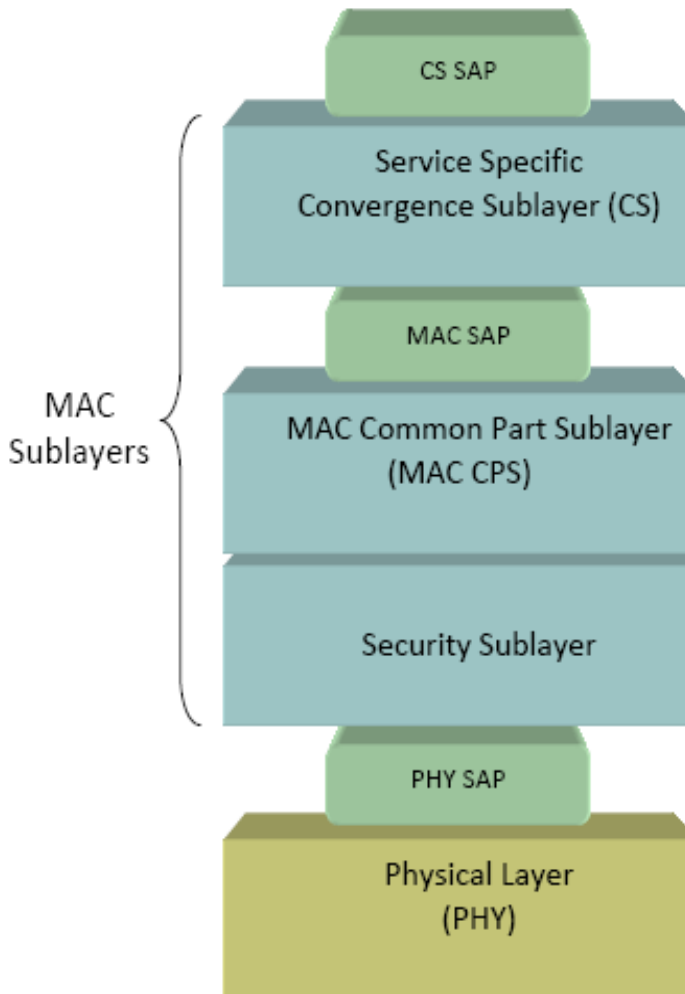 CS SAP
Service Specific
Convergence Sublayer (CS)
MAC SAP
MAC
Sublayers
MAC Common Part Sublayer
(MAC CPS)
Security Sublayer
PHY SAP
Physical Layer
(PHY)